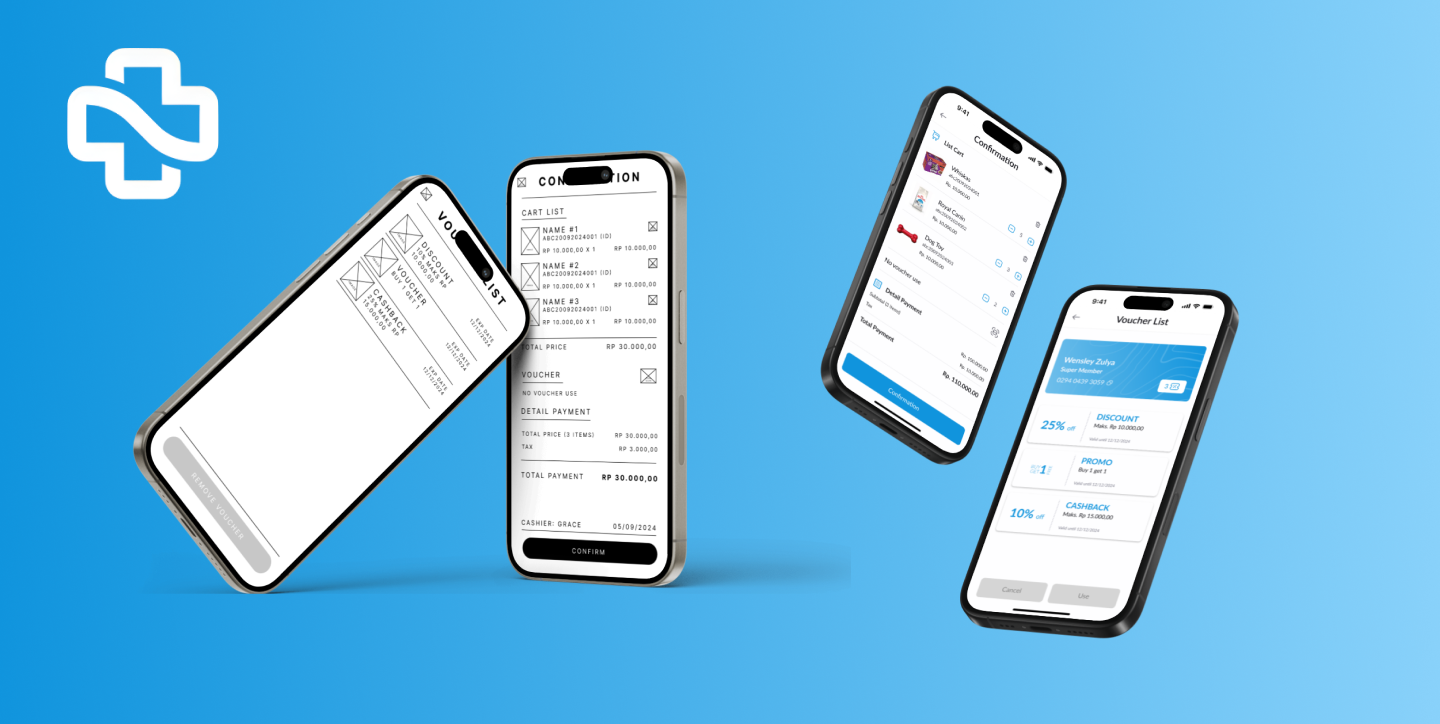 VOU LIST
DISCOUNT
10% MAKS RP
10.000,00
EXP DATE
12/12/2024
VOUCHER
BUY 1 GET 1
EXP DATE
12/12/2024
CASHBACK
25% MAKS RP
15.000,00
EXP DATE
12/12/2024
REMOVE VOUCHER
CON TION
CART LIST
NAME #1
ABC20092024001 (ID)
RP 10.000,00 X 1 RP 10.000,00
NAME #2
ABC20092024001 (ID)
RP 10.000,00 X 1 RP 10.000,00
NAME #3
ABC20092024001 (ID)
RP 10.000,00 X 1 RP 10.000,00
TOTAL PRICE RP 30.000,00
VOUCHER
NO VOUCHER USE
DETAIL PAYMENT
TOTAL PRICE (3 ITEMS) RP 30.000,00
TAX RP 3.000,00
TOTAL PAYMENT RP 30.000,00
CASHIER: GRACE 05/09/2024
CONFIRM
9:41
Confirmation
List Cart
Whiskas
Rp. 10.000,00
Royal Canin
Rp. 10.000,00
Dog Toy
Rp. 10.000,00
No voucher use
Detail Payment
Tax Rp. 10.000,00
Total Payment Rp. 110.000,00
Confirmation
9:41
Voucher List
Wensley Zulya
Super Member
0294 0439 3059
3
25% off
DISCOUNT
Maks. Rp 10.000,00
Valid until 12/12/2024
1
PROMO
Buy 1 get 1
Valid until 12/12/2024
10% off
CASHBACK
Maks. Rp 15.000,00
Valid until 12/12/2024
Cancel Use